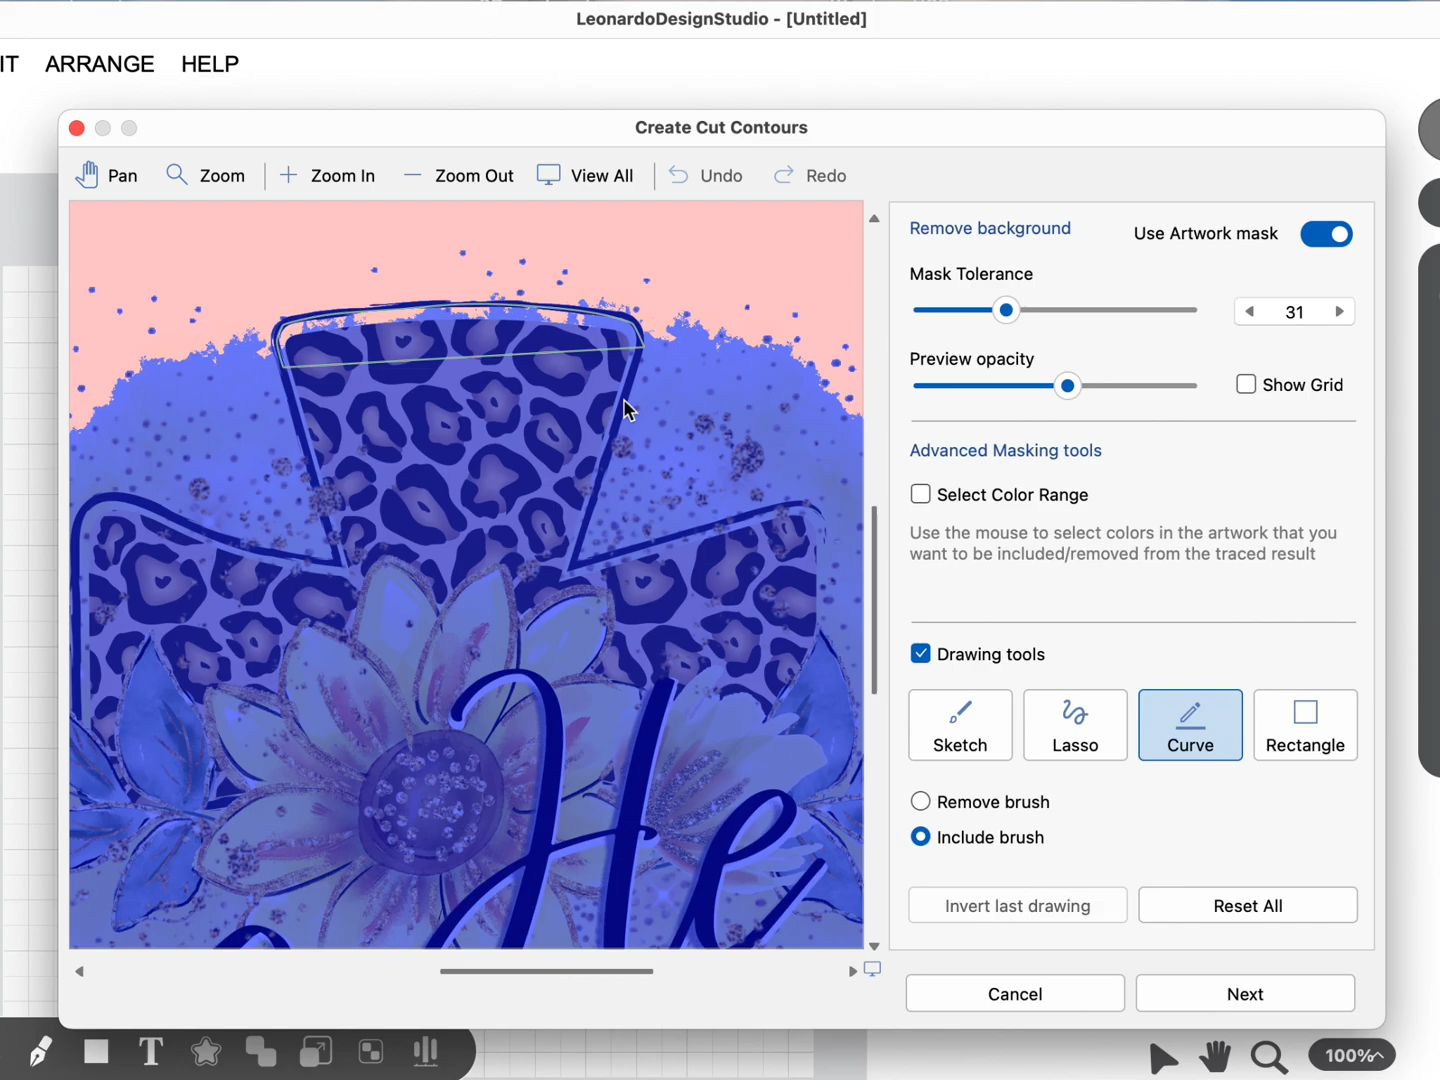 LeonardoDesignStudio - [Untitled]
IT ARRANGE HELP
Create Cut Contours
Pan Zoom Zoom In Zoom Out View All Undo Redo
Remove background Use Artwork mask
Mask Tolerance
31
Preview opacity
Show Grid
Advanced Masking tools
Select Color Range
Use the mouse to select colors in the artwork that you
want to be included/removed from the traced result
Drawing tools
Sketch Lasso Curve Rectangle
Remove brush
Include brush
Invert last drawing Reset All
Cancel Next
He
T
100%